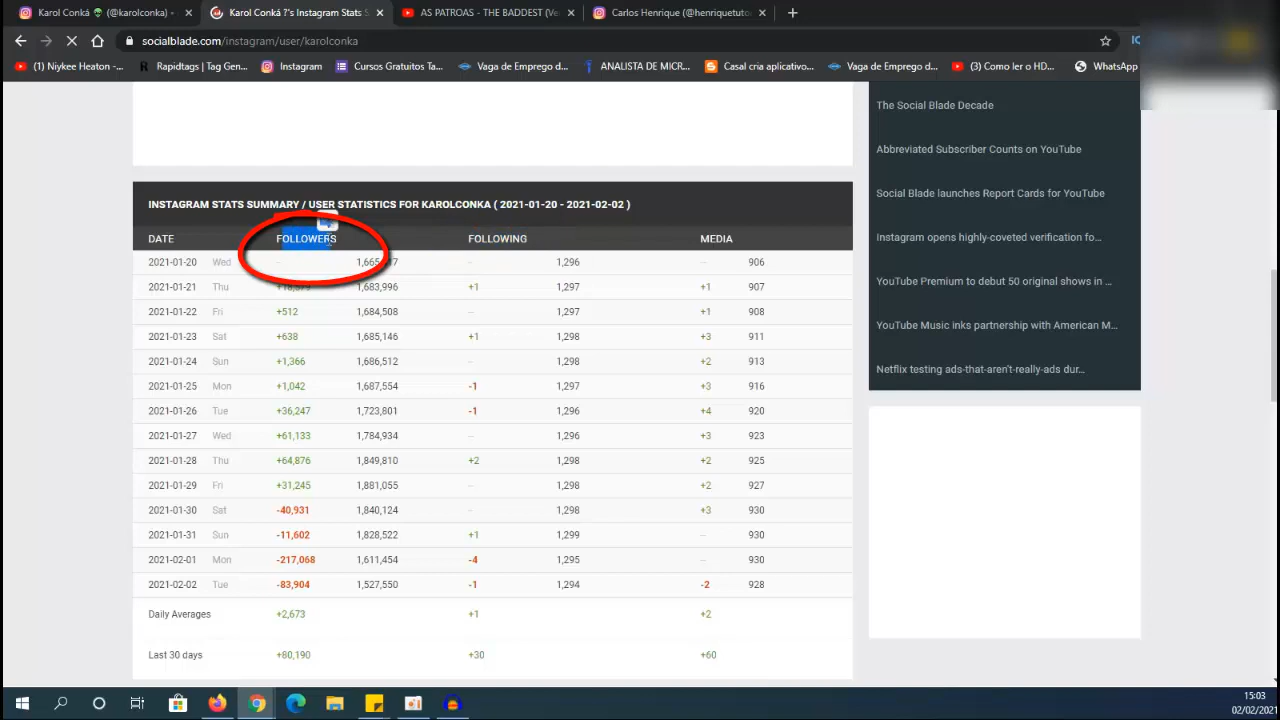 Karol Conká (@karolconka) -
Karol Conká ?'s Instagram Stats S
AS PATROAS - THE BADDEST (Ve
Carlos Henrique (@henriquetuto
socialblade.com/instagram/user/karolconka
(1) Niykee Heaton -...
Rapidtags | Tag Gen...
Instagram
Cursos Gratuitos Ta...
Vaga de Emprego d...
ANALISTA DE MICR...
Casal cria aplicativo...
Vaga de Emprego d...
(3) Como ler o HD...
WhatsApp
The Social Blade Decade
Abbreviated Subscriber Counts on YouTube
Social Blade launches Report Cards for YouTube
Instagram opens highly-coveted verification fo...
YouTube Premium to debut 50 original shows in ...
YouTube Music inks partnership with American M...
Netflix testing ads-that-aren't-really-ads dur...
INSTAGRAM STATS SUMMARY / USER STATISTICS FOR KAROLCONKA ( 2021-01-20 - 2021-02-02 )
DATE FOLLOWERS FOLLOWING MEDIA
2021-01-20 Wed -- -- 1,296 -- 906
2021-01-21 Thu 1,683,996 +1 1,297 +1 907
2021-01-22 Fri +512 1,684,508 -- 1,297 +1 908
2021-01-23 Sat +638 1,685,146 +1 1,298 +3 911
2021-01-24 Sun +1,366 1,686,512 -- 1,298 +2 913
2021-01-25 Mon +1,042 1,687,554 -1 1,297 +3 916
2021-01-26 Tue +36,247 1,723,801 -1 1,296 +4 920
2021-01-27 Wed +61,133 1,784,934 -- 1,296 +3 923
2021-01-28 Thu +64,876 1,849,810 +2 1,298 +2 925
2021-01-29 Fri +31,245 1,881,055 -- 1,298 +2 927
2021-01-30 Sat -40,931 1,840,124 -- 1,298 +3 930
2021-01-31 Sun -11,602 1,828,522 +1 1,299 -- 930
2021-02-01 Mon -217,068 1,611,454 -4 1,295 -- 930
2021-02-02 Tue -83,904 1,527,550 -1 1,294 -2 928
Daily Averages +2,673 +1 +2
Last 30 days +80,190 +30 +60
15:03
02/02/2021